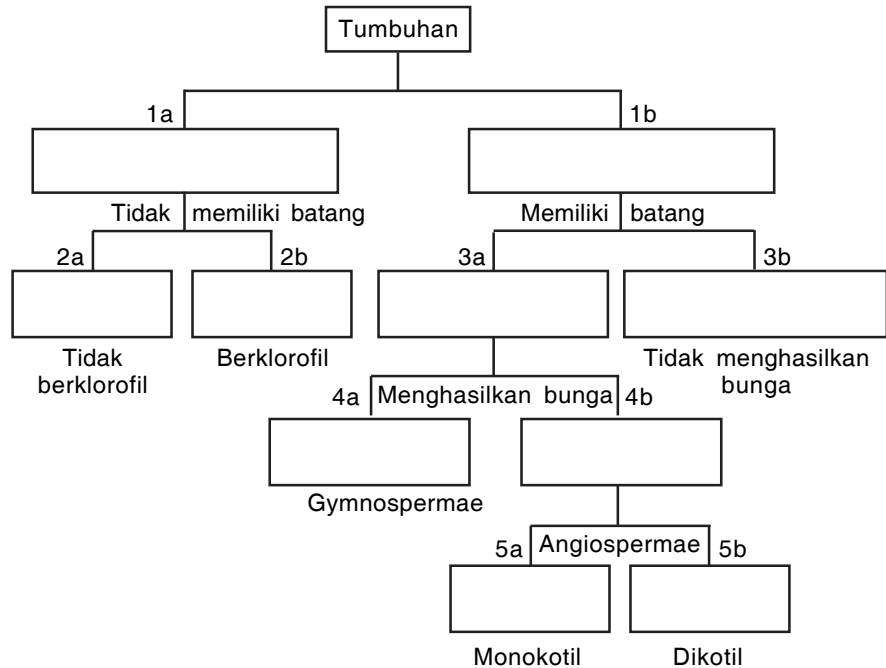 Tumbuhan
1a
1b
Tidak memiliki batang
Memiliki batang
2a
2b
3a
3b
Tidak
berklorofil
Berklorofil
Tidak menghasilkan
bunga
4a
Menghasilkan bunga
4b
Gymnospermae
5a
Angiospermae
5b
Monokotil
Dikotil